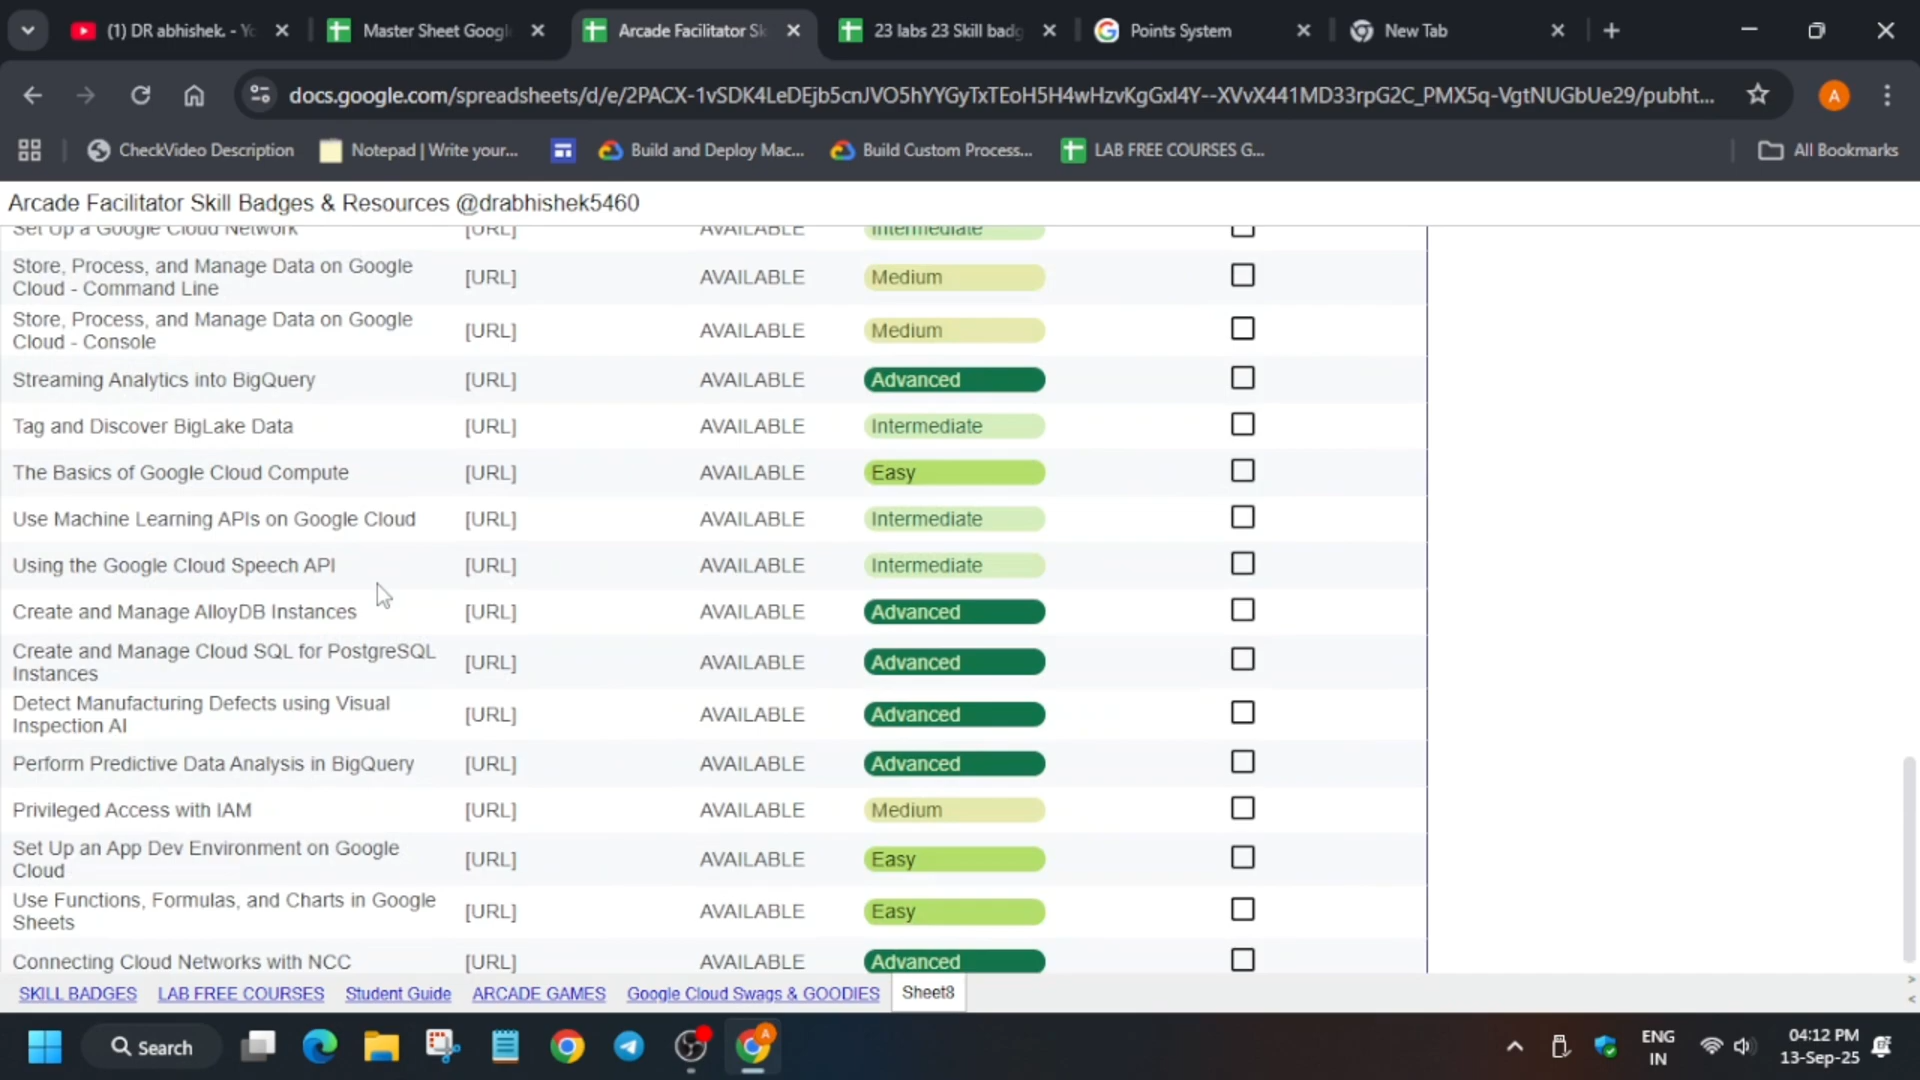 (1) DR abhishek. - Yo
Master Sheet Googl
Arcade Facilitator Sk
23 labs 23 Skill badg
Points System
New Tab
docs.google.com/spreadsheets/d/e/2PACX-1vSDK4LeDEjb5cnJVO5hYYGyTxTEoH5H4wHzvKgGxI4Y--XVvX441MD33rpG2C_PMX5q-VgtNUGbUe29/pubht...
A
CheckVideo Description
Notepad | Write your...
Build and Deploy Mac...
Build Custom Process...
LAB FREE COURSES G...
All Bookmarks
Arcade Facilitator Skill Badges & Resources @drabhishek5460
Set Up a Google Cloud Network [URL] AVAILABLE Intermediate
Store, Process, and Manage Data on Google
Cloud - Command Line [URL] AVAILABLE Medium
Store, Process, and Manage Data on Google
Cloud - Console [URL] AVAILABLE Medium
Streaming Analytics into BigQuery [URL] AVAILABLE Advanced
Tag and Discover BigLake Data [URL] AVAILABLE Intermediate
The Basics of Google Cloud Compute [URL] AVAILABLE Easy
Use Machine Learning APIs on Google Cloud [URL] AVAILABLE Intermediate
Using the Google Cloud Speech API [URL] AVAILABLE Intermediate
Create and Manage AlloyDB Instances [URL] AVAILABLE Advanced
Create and Manage Cloud SQL for PostgreSQL
Instances [URL] AVAILABLE Advanced
Detect Manufacturing Defects using Visual
Inspection AI [URL] AVAILABLE Advanced
Perform Predictive Data Analysis in BigQuery [URL] AVAILABLE Advanced
Privileged Access with IAM [URL] AVAILABLE Medium
Set Up an App Dev Environment on Google
Cloud [URL] AVAILABLE Easy
Use Functions, Formulas, and Charts in Google
Sheets [URL] AVAILABLE Easy
Connecting Cloud Networks with NCC [URL] AVAILABLE Advanced
SKILL BADGES LAB FREE COURSES Student Guide ARCADE GAMES Google Cloud Swags & GOODIES Sheet8
Search
A
ENG
IN
04:12 PM
13-Sep-25